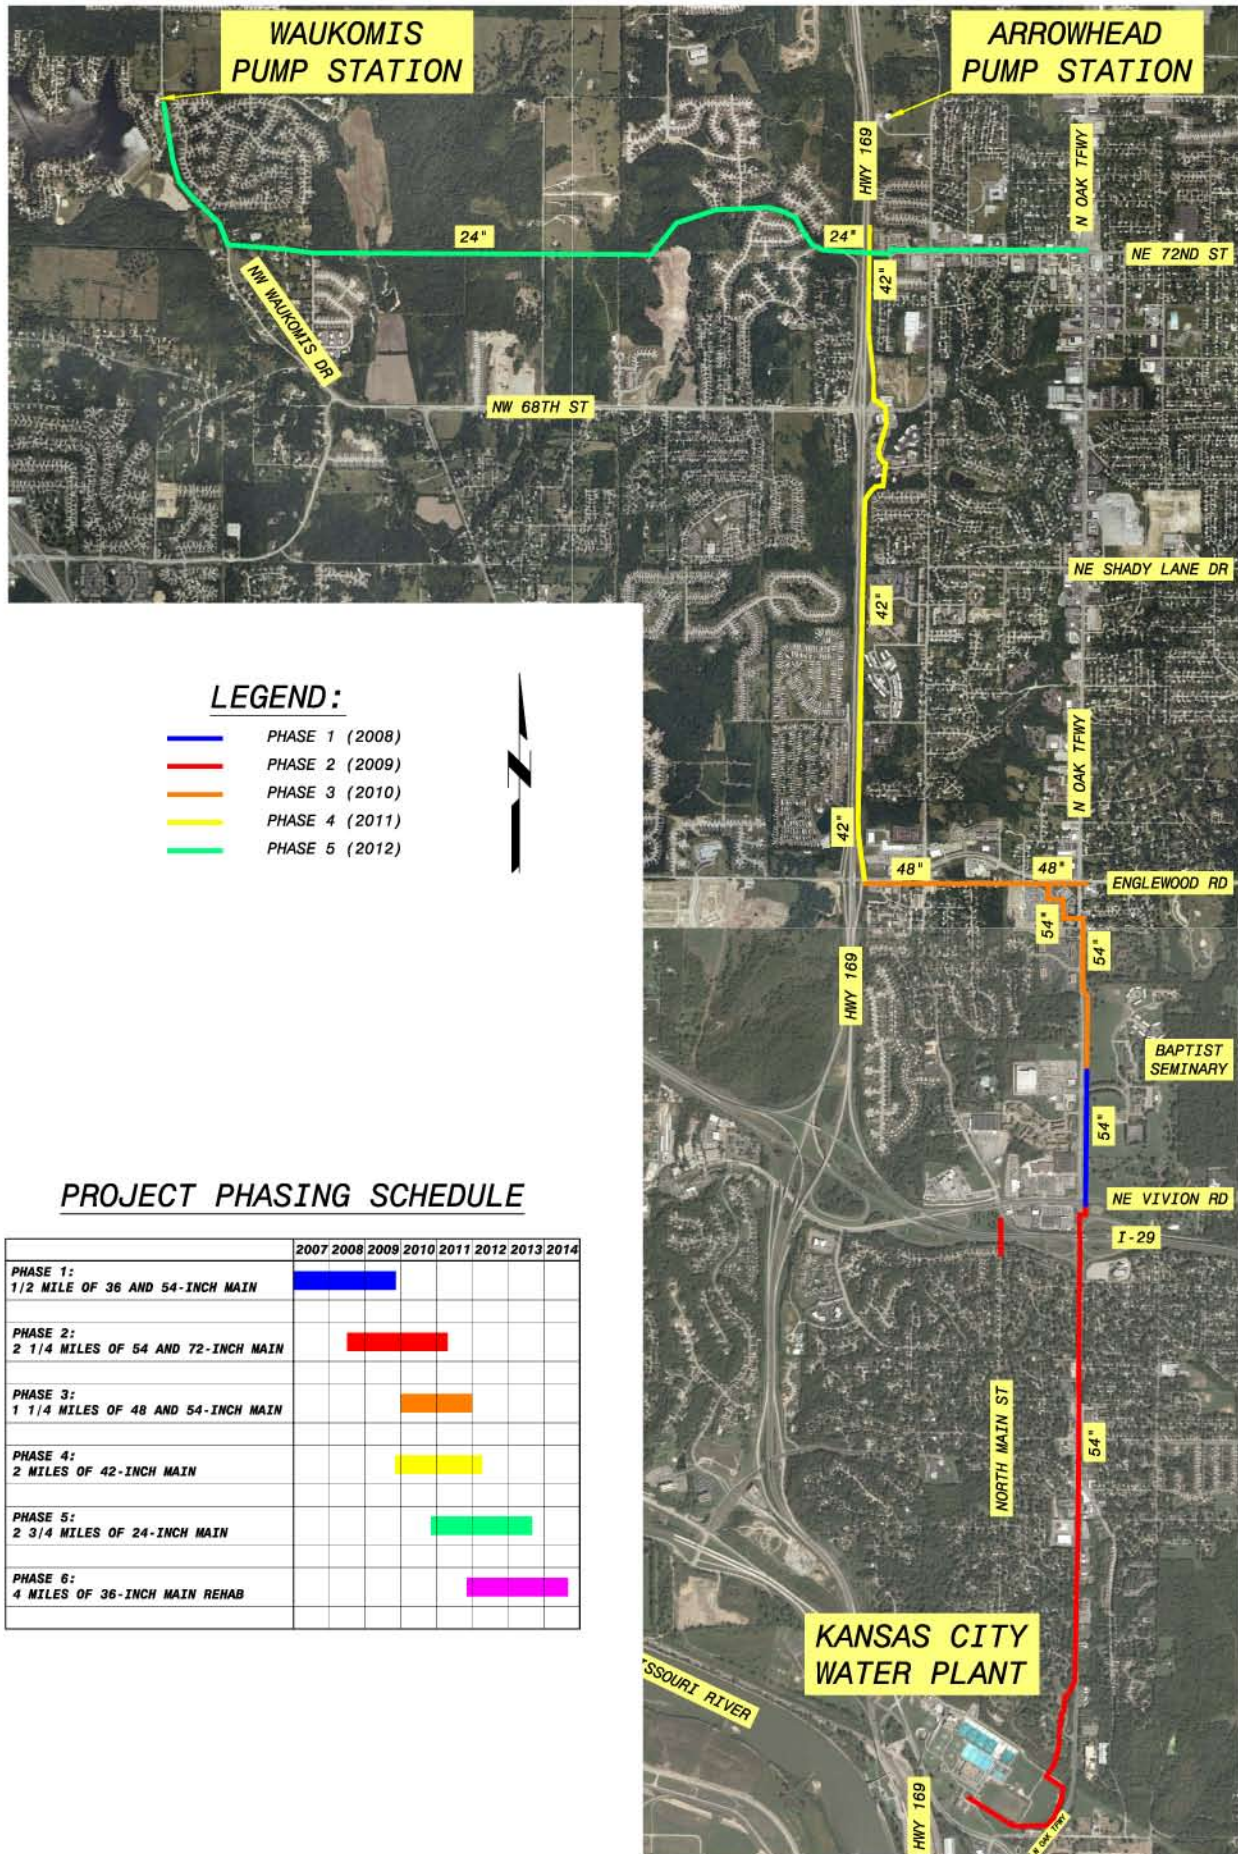 WAUKOMIS
PUMP STATION
ARROWHEAD
PUMP STATION
HWY 169
N OAK TFWY
24"
24"
NE 72ND ST
42"
NW WAUKOMIS DR
NW 68TH ST
NE SHADY LANE DR
42"
LEGEND:
PHASE 1 (2008)
PHASE 2 (2009)
PHASE 3 (2010)
PHASE 4 (2011)
PHASE 5 (2012)
N
N OAK TFWY
42"
48"
48"
ENGLEWOOD RD
54"
54"
HWY 169
BAPTIST
SEMINARY
54"
NE VIVION RD
I-29
PROJECT PHASING SCHEDULE
2007 2008 2009 2010 2011 2012 2013 2014
PHASE 1:
1/2 MILE OF 36 AND 54-INCH MAIN
PHASE 2:
2 1/4 MILES OF 54 AND 72-INCH MAIN
PHASE 3:
1 1/4 MILES OF 48 AND 54-INCH MAIN
PHASE 4:
2 MILES OF 42-INCH MAIN
PHASE 5:
2 3/4 MILES OF 24-INCH MAIN
PHASE 6:
4 MILES OF 36-INCH MAIN REHAB
NORTH MAIN ST
54"
KANSAS CITY
WATER PLANT
ISSOURI RIVER
HWY 169
N OAK TFWY